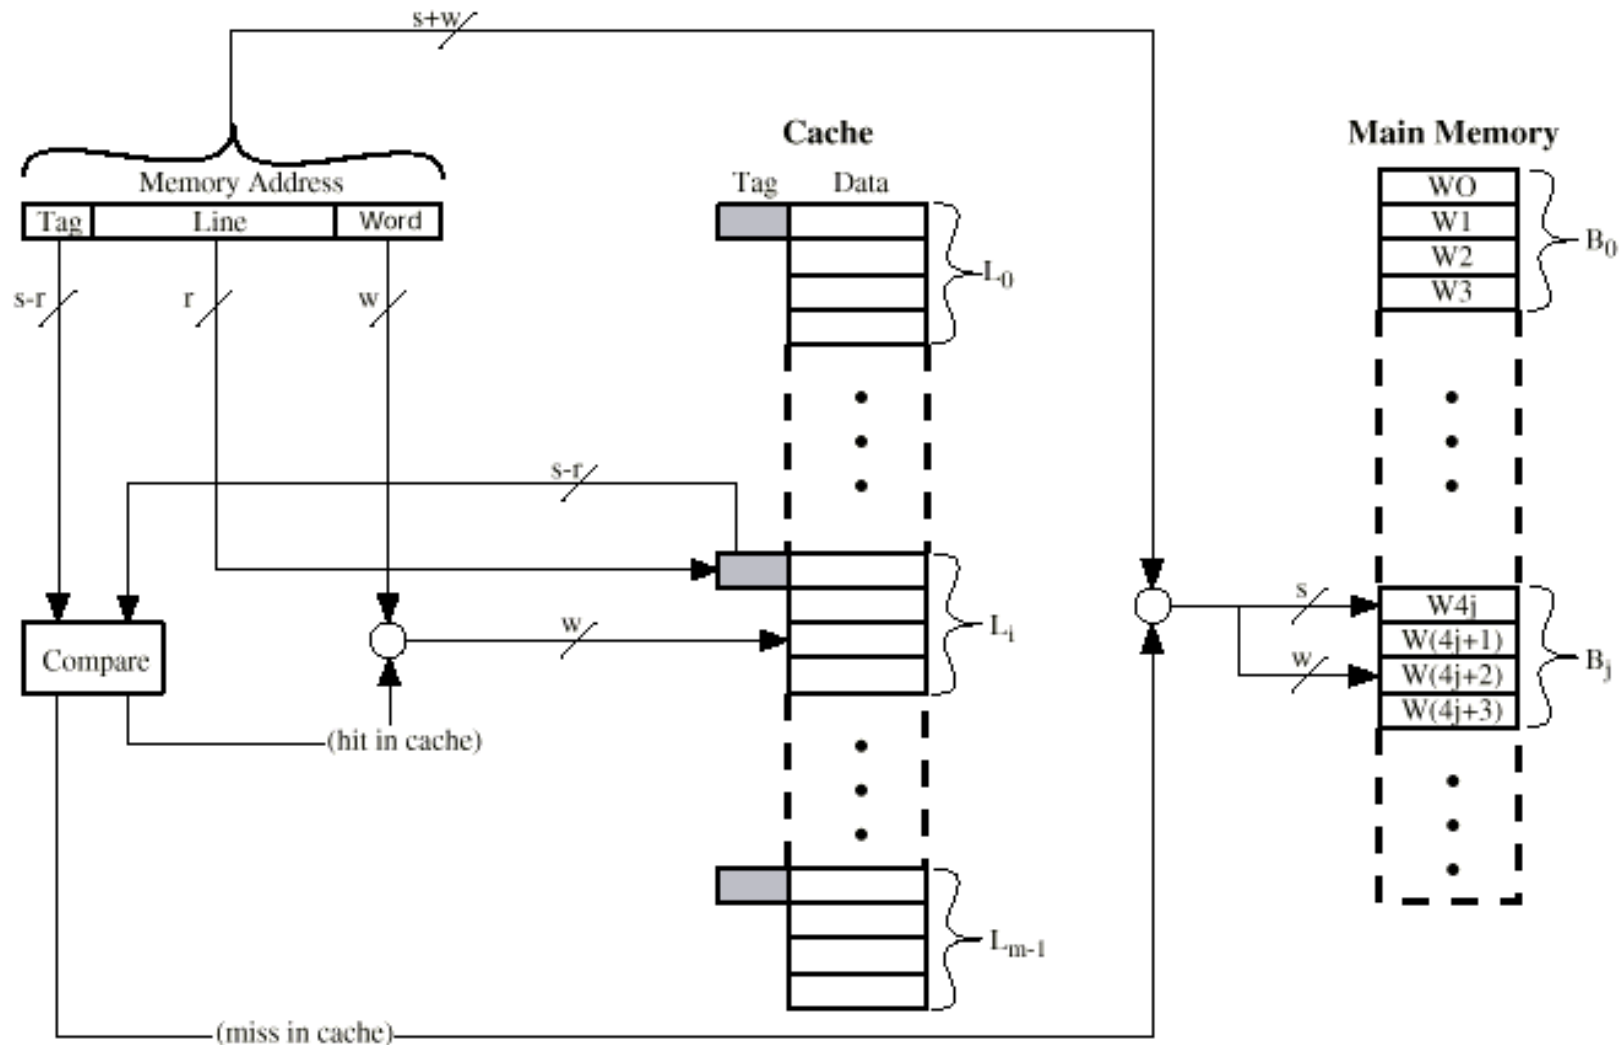 s+w
Cache
Main Memory
Memory Address
Tag Data
Tag Line Word
WO
W1
W2
W3
B0
L0
s-r
r
w
s-r
s
W4j
W(4j+1)
W(4j+2)
W(4j+3)
Bj
w
w
Li
Compare
(hit in cache)
Lm-1
(miss in cache)